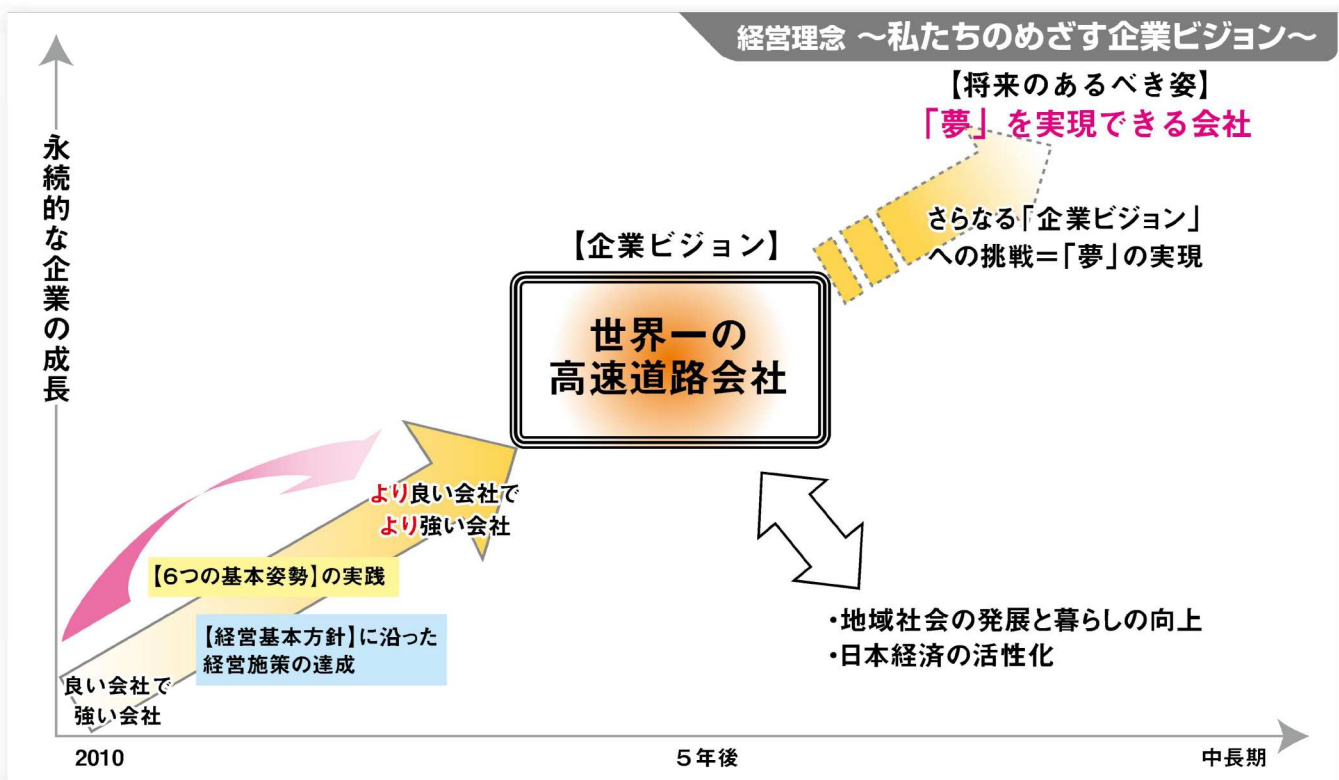 経営理念 ～私たちのめざす企業ビジョン～
【将来のあるべき姿】
「夢」を実現できる会社
永続的な企業の成長
さらなる「企業ビジョン」
への挑戦＝「夢」の実現
【企業ビジョン】
世界一の
高速道路会社
より良い会社で
より強い会社
【6つの基本姿勢】の実践
【経営基本方針】に沿った
経営施策の達成
・地域社会の発展と暮らしの向上
・日本経済の活性化
良い会社で
強い会社
2010
5年後
中長期